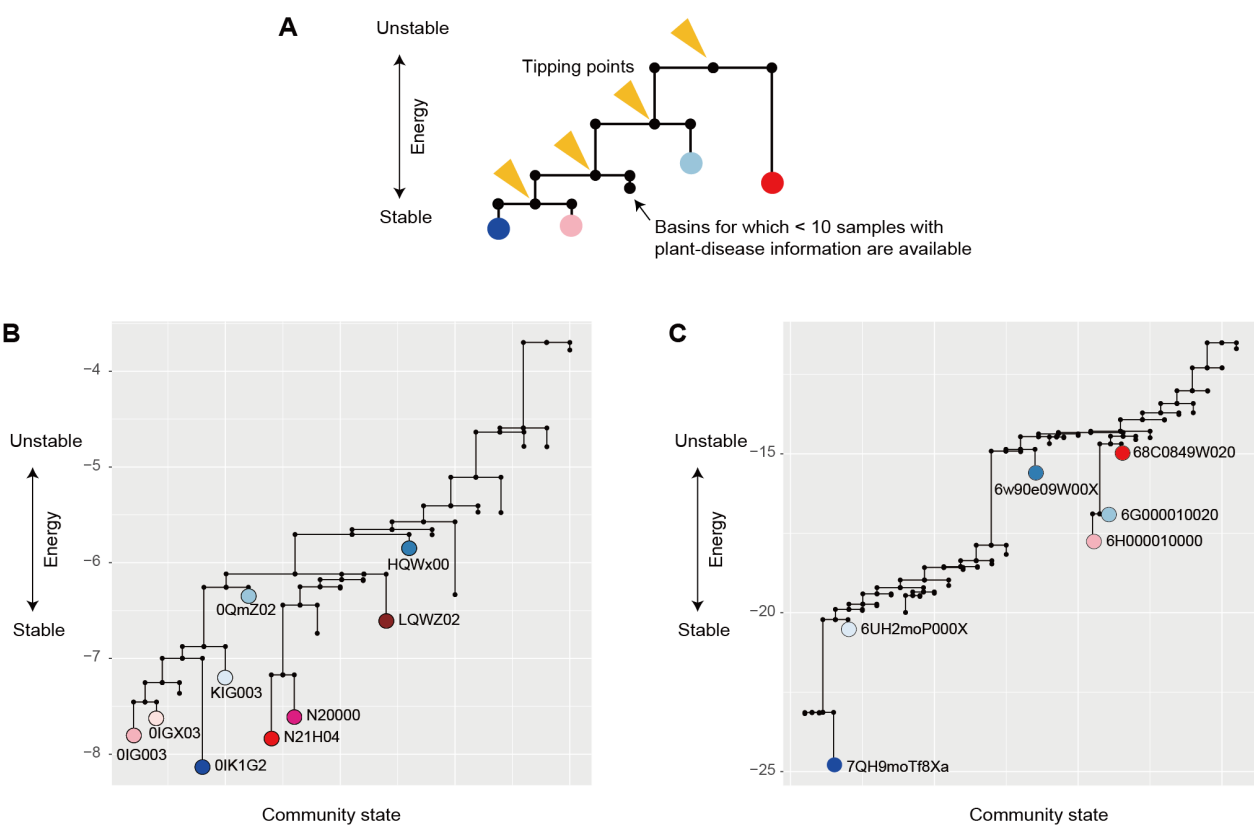 A
Unstable
Energy
Stable
Tipping points
Basins for which < 10 samples with
plant-disease information are available
B
−4
−5
−6
−7
−8
Unstable
Energy
Stable
HQWx00
0QmZ02
LQWZ02
KIG003
N20000
0IGX03
N21H04
0IG003
0IK1G2
Community state
C
−15
−20
−25
Unstable
Energy
Stable
68C0849W020
6w90e09W00X
6G000010020
6H000010000
6UH2moP000X
7QH9moTf8Xa
Community state